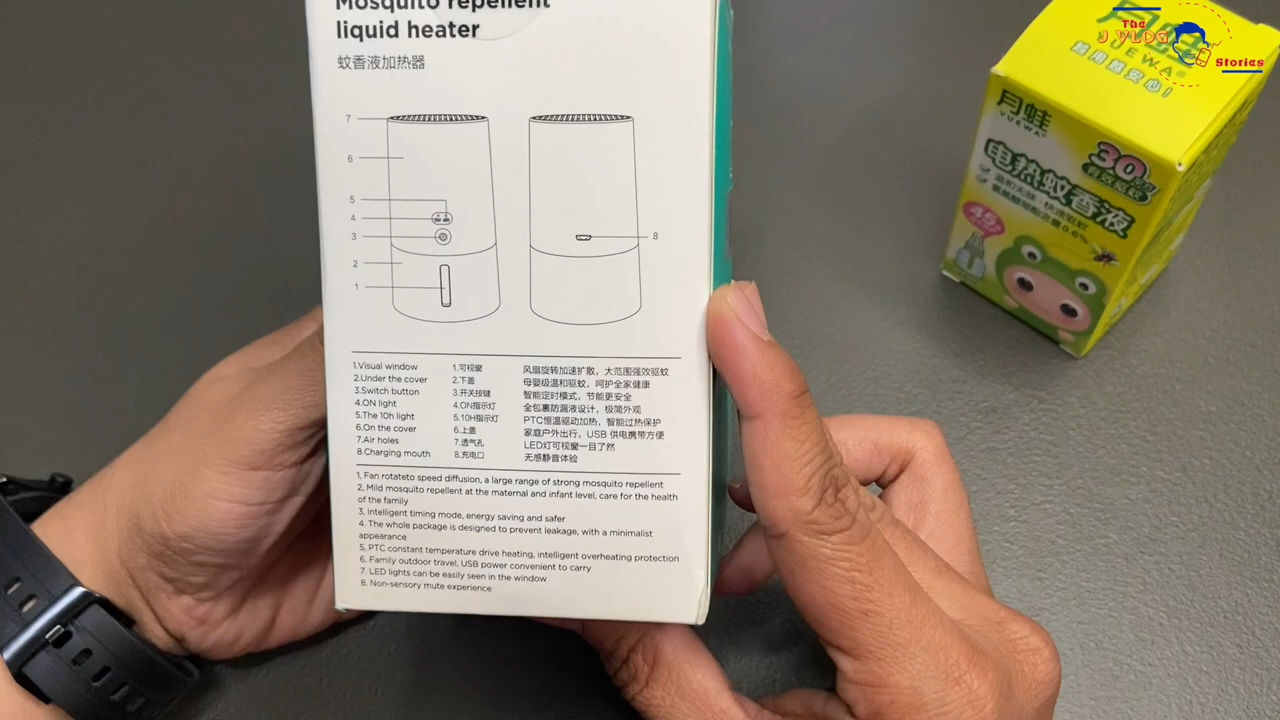 Mosquito repellent
liquid heater
蚊香液加热器
7
6
5
4
3
2
1
8
1.Visual window
2.Under the cover
3.Switch button
4.ON light
5.The 10h light
6.On the cover
7.Air holes
8.Charging mouth
1.可视窗
2.下盖
3.开关按键
4.ON指示灯
5.10H指示灯
6.上盖
7.透气孔
8.充电口
风扇旋转加速扩散，大范围强效驱蚊
母婴级温和驱蚊，呵护全家健康
智能定时模式，节能更安全
全包裹防漏液设计，极简外观
PTC恒温驱动加热，智能过热保护
家庭户外出行，USB 供电携带方便
LED灯可视窗一目了然
无感静音体验
1, Fan rotateto speed diffusion, a large range of strong mosquito repellent
2, Mild mosquito repellent at the maternal and infant level, care for the health
of the family
3, Intelligent timing mode, energy saving and safer
4, The whole package is designed to prevent leakage, with a minimalist
appearance
5, PTC constant temperature drive heating, intelligent overheating protection
6, Family outdoor travel, USB power convenient to carry
7, LED lights can be easily seen in the window
8, Non-sensory mute experience
The
J VLOG
Stories
YUEWA®
月蛙
YUEWA®
30
电热蚊香液
温和无味·快速驱蚊
0.6%
45